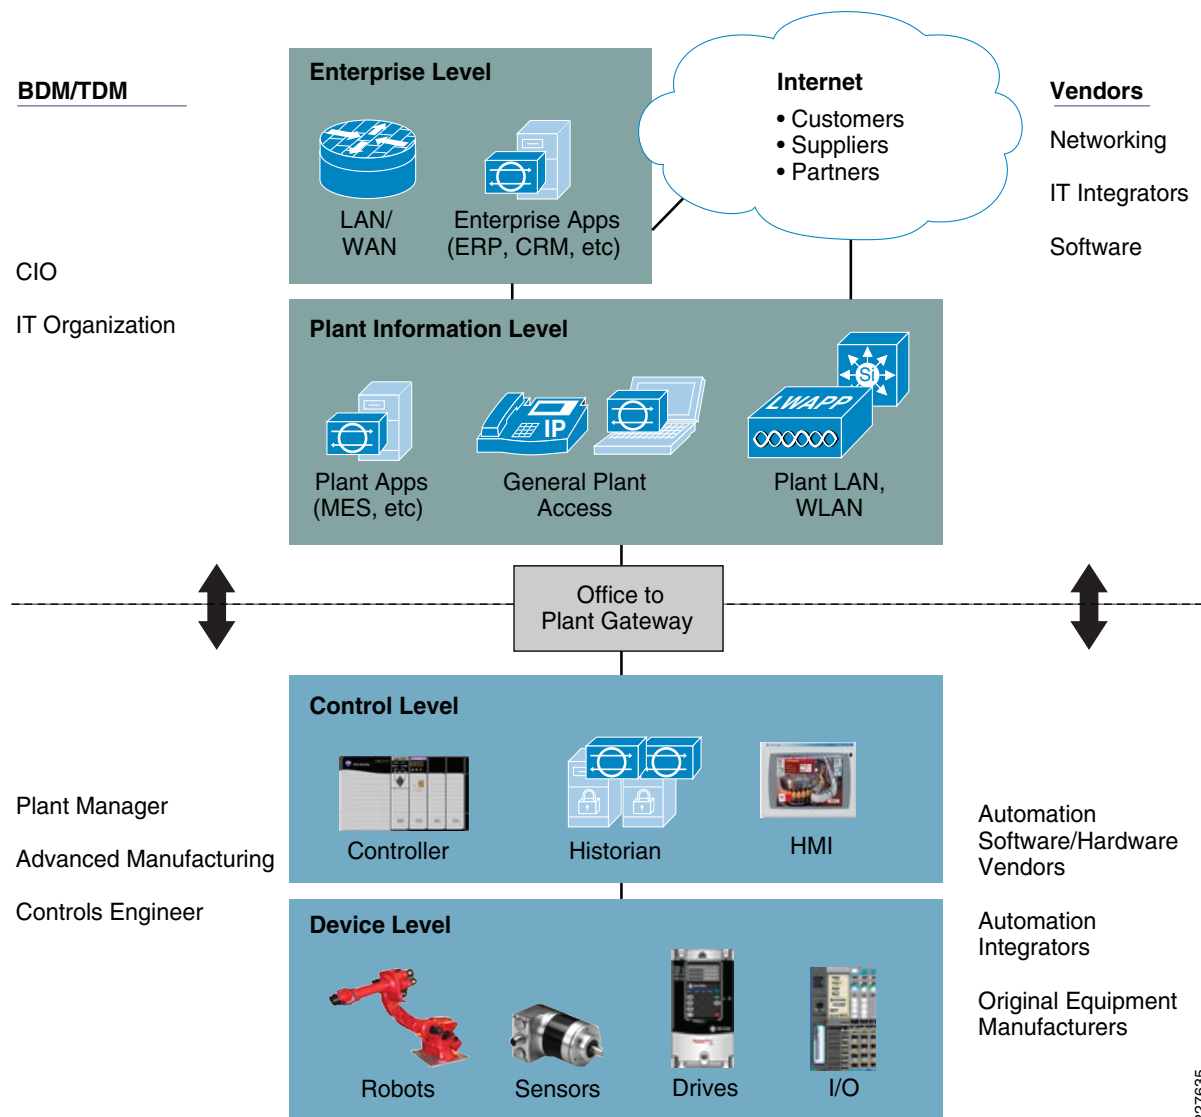 BDM/TDM
CIO
IT Organization
Enterprise Level
LAN/
WAN
Enterprise Apps
(ERP, CRM, etc)
Internet
• Customers
• Suppliers
• Partners
Vendors
Networking
IT Integrators
Software
Plant Information Level
Plant Apps
(MES, etc)
IP
General Plant
Access
Si
LWAPP
Plant LAN,
WLAN
Office to
Plant Gateway
Plant Manager
Advanced Manufacturing
Controls Engineer
Control Level
Controller
Historian
HMI
Device Level
Robots
Sensors
Drives
I/O
Automation
Software/Hardware
Vendors
Automation
Integrators
Original Equipment
Manufacturers